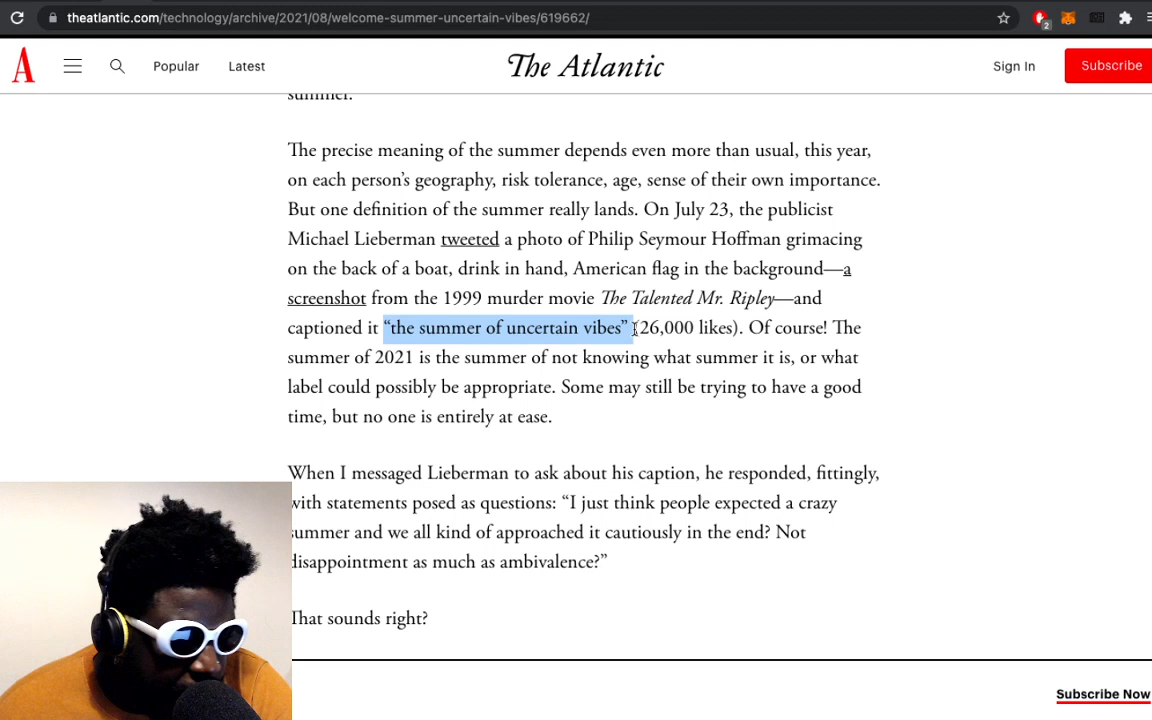 theatlantic.com/technology/archive/2021/08/welcome-summer-uncertain-vibes/619662/
2
A
Popular
Latest
The Atlantic
Sign In
Subscribe
summer.
The precise meaning of the summer depends even more than usual, this year,
on each person’s geography, risk tolerance, age, sense of their own importance.
But one definition of the summer really lands. On July 23, the publicist
Michael Lieberman tweeted a photo of Philip Seymour Hoffman grimacing
on the back of a boat, drink in hand, American flag in the background—a
screenshot from the 1999 murder movie The Talented Mr. Ripley—and
captioned it “the summer of uncertain vibes” (26,000 likes). Of course! The
summer of 2021 is the summer of not knowing what summer it is, or what
label could possibly be appropriate. Some may still be trying to have a good
time, but no one is entirely at ease.
When I messaged Lieberman to ask about his caption, he responded, fittingly,
with statements posed as questions: “I just think people expected a crazy
summer and we all kind of approached it cautiously in the end? Not
disappointment as much as ambivalence?”
That sounds right?
Subscribe Now